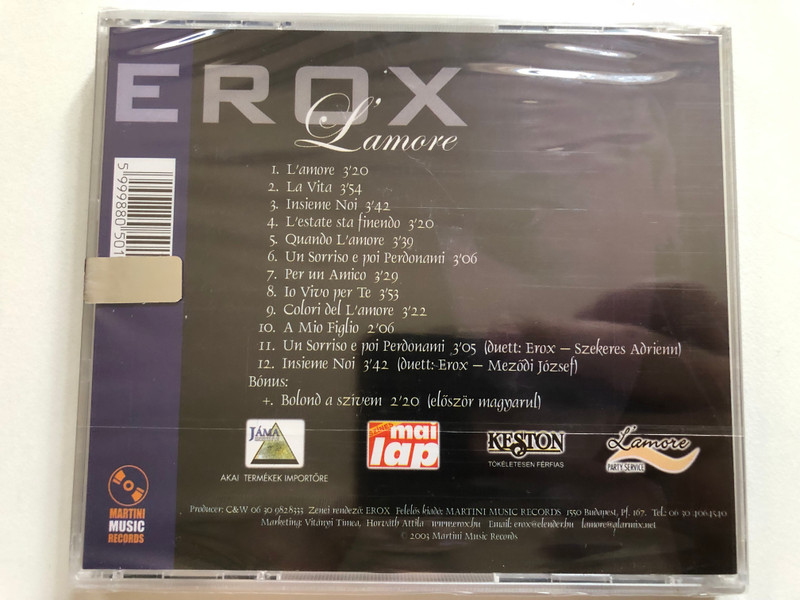 EROX
L'amore
1. L'amore 3'20
2. La Vita 3'54
3. Insieme Noi 3'42
4. L'estate sta finendo 3'20
5. Quando L'amore 3'39
6. Un Sorriso e poi Perdonami 3'06
7. Per un Amico 3'29
8. Io Vivo per Te 3'53
9. Colori del L'amore 3'22
10. A Mio Figlio 2'06
11. Un Sorriso e poi Perdonami 3'05 (duett: Erox – Szekeres Adrienn)
12. Insieme Noi 3'42 (duett: Erox – Meződi József)
Bónus:
+. Bolond a szívem 2'20 (először magyarul)
5999880501
JÁMA
AKAI TERMÉKEK IMPORTŐRE
SZÍNES
mai
lap
KESTON
TÖKÉLETESEN FÉRFIAS
L'amore
PARTY SERVICE
MARTINI
MUSIC
RECORDS
Producer: C&W 06 30 9828333 Zenei rendező: EROX Felelős kiadó: MARTINI MUSIC RECORDS 1550 Budapest, Pf. 167. Tel.: 06 30 4064540
Marketing: Vitányi Tímea, Horváth Attila www.erox.hu Email: erox@elender.hu lamore@glarmix.net
© 2003 Martini Music Records